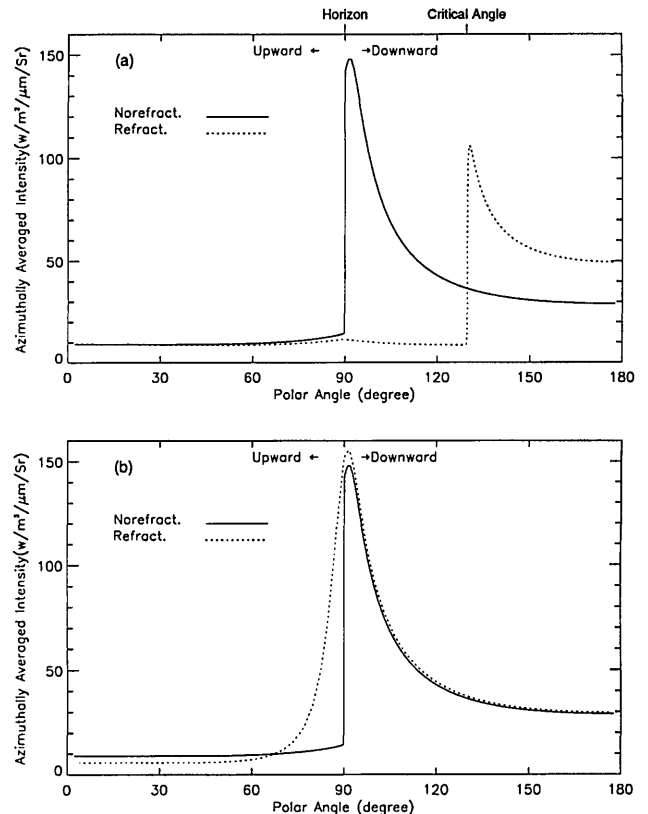 Horizon Critical Angle
(a) Upward ← →Downward
Norefract.
Refract.
Azimuthally Averaged Intensity(w/m²/μm/Sr)
150
100
50
0
0 30 60 90 120 150 180
Polar Angle (degree)
(b) Upward ← →Downward
Norefract.
Refract.
Azimuthally Averaged Intensity(w/m²/μm/Sr)
150
100
50
0
0 30 60 90 120 150 180
Polar Angle (degree)